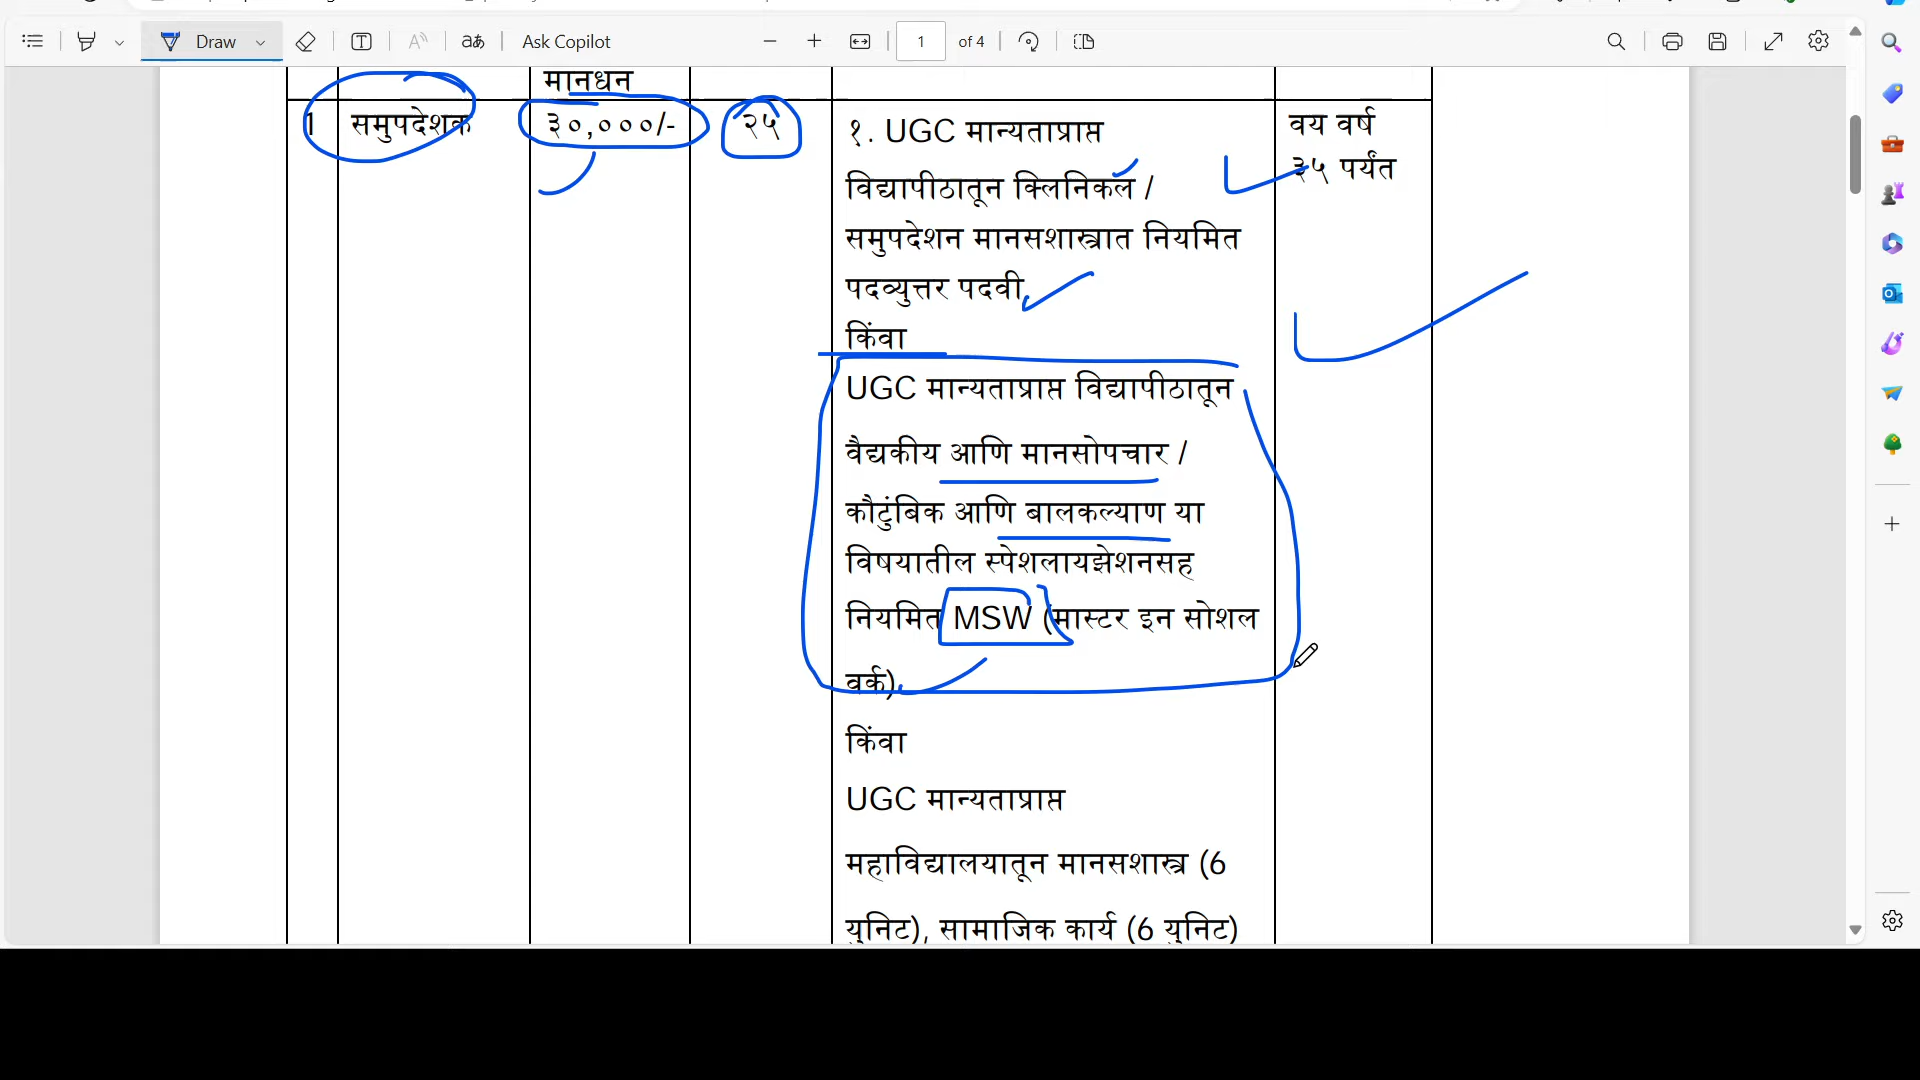 Draw
Ask Copilot
1
of 4
मानधन
1
समुपदेशक
३०,०००/-
२५
१. UGC मान्यताप्राप्त
विद्यापीठातून क्लिनिकल /
समुपदेशन मानसशास्त्रात नियमित
पदव्युत्तर पदवी
किंवा
UGC मान्यताप्राप्त विद्यापीठातून
वैद्यकीय आणि मानसोपचार /
कौटुंबिक आणि बालकल्याण या
विषयातील स्पेशलायझेशनसह
नियमित MSW (मास्टर इन सोशल
वर्क)
किंवा
UGC मान्यताप्राप्त
महाविद्यालयातून मानसशास्त्र (6
युनिट), सामाजिक कार्य (6 युनिट)
वय वर्ष
३५ पर्यंत